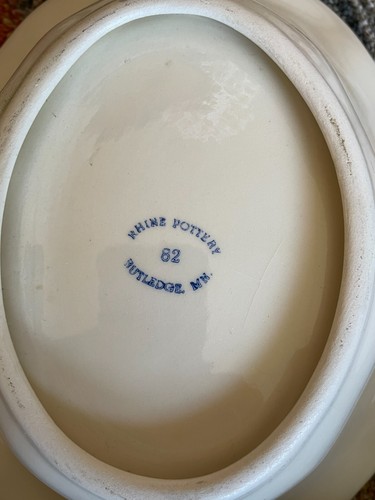 RHINE POTTERY
82
RUTLEDGE, MN.